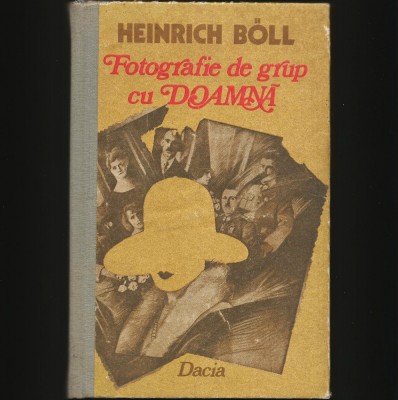 HEINRICH BÖLL
Fotografie de grup
cu DOAMNĂ
Dacia